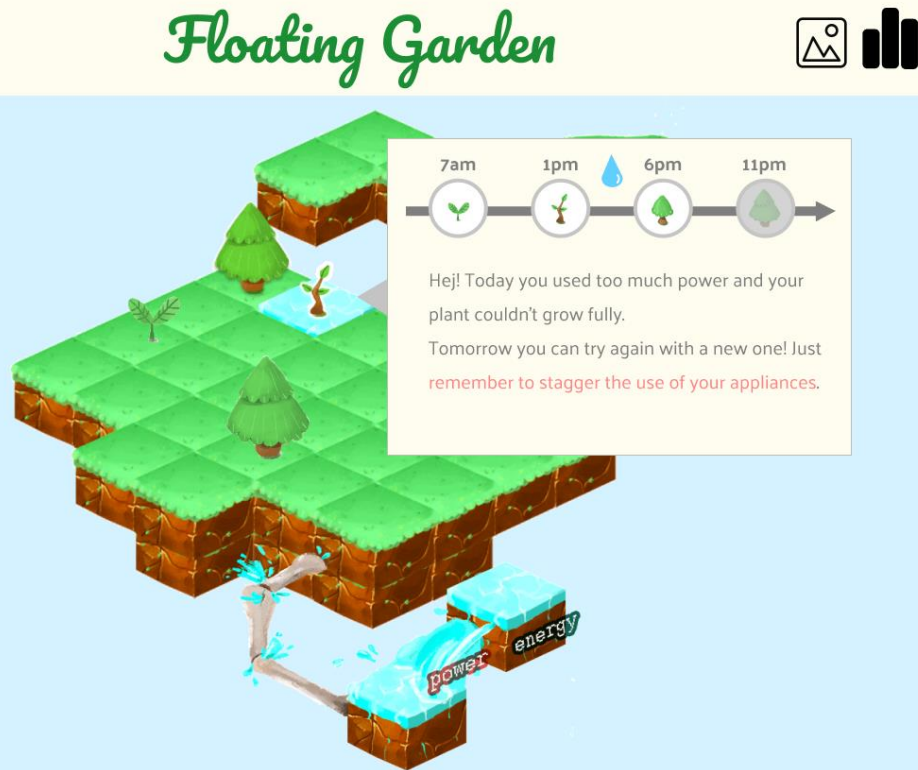 Floating Garden
7am 1pm 6pm 11pm
Hej! Today you used too much power and your
plant couldn't grow fully.
Tomorrow you can try again with a new one! Just
remember to stagger the use of your appliances.
energy
power